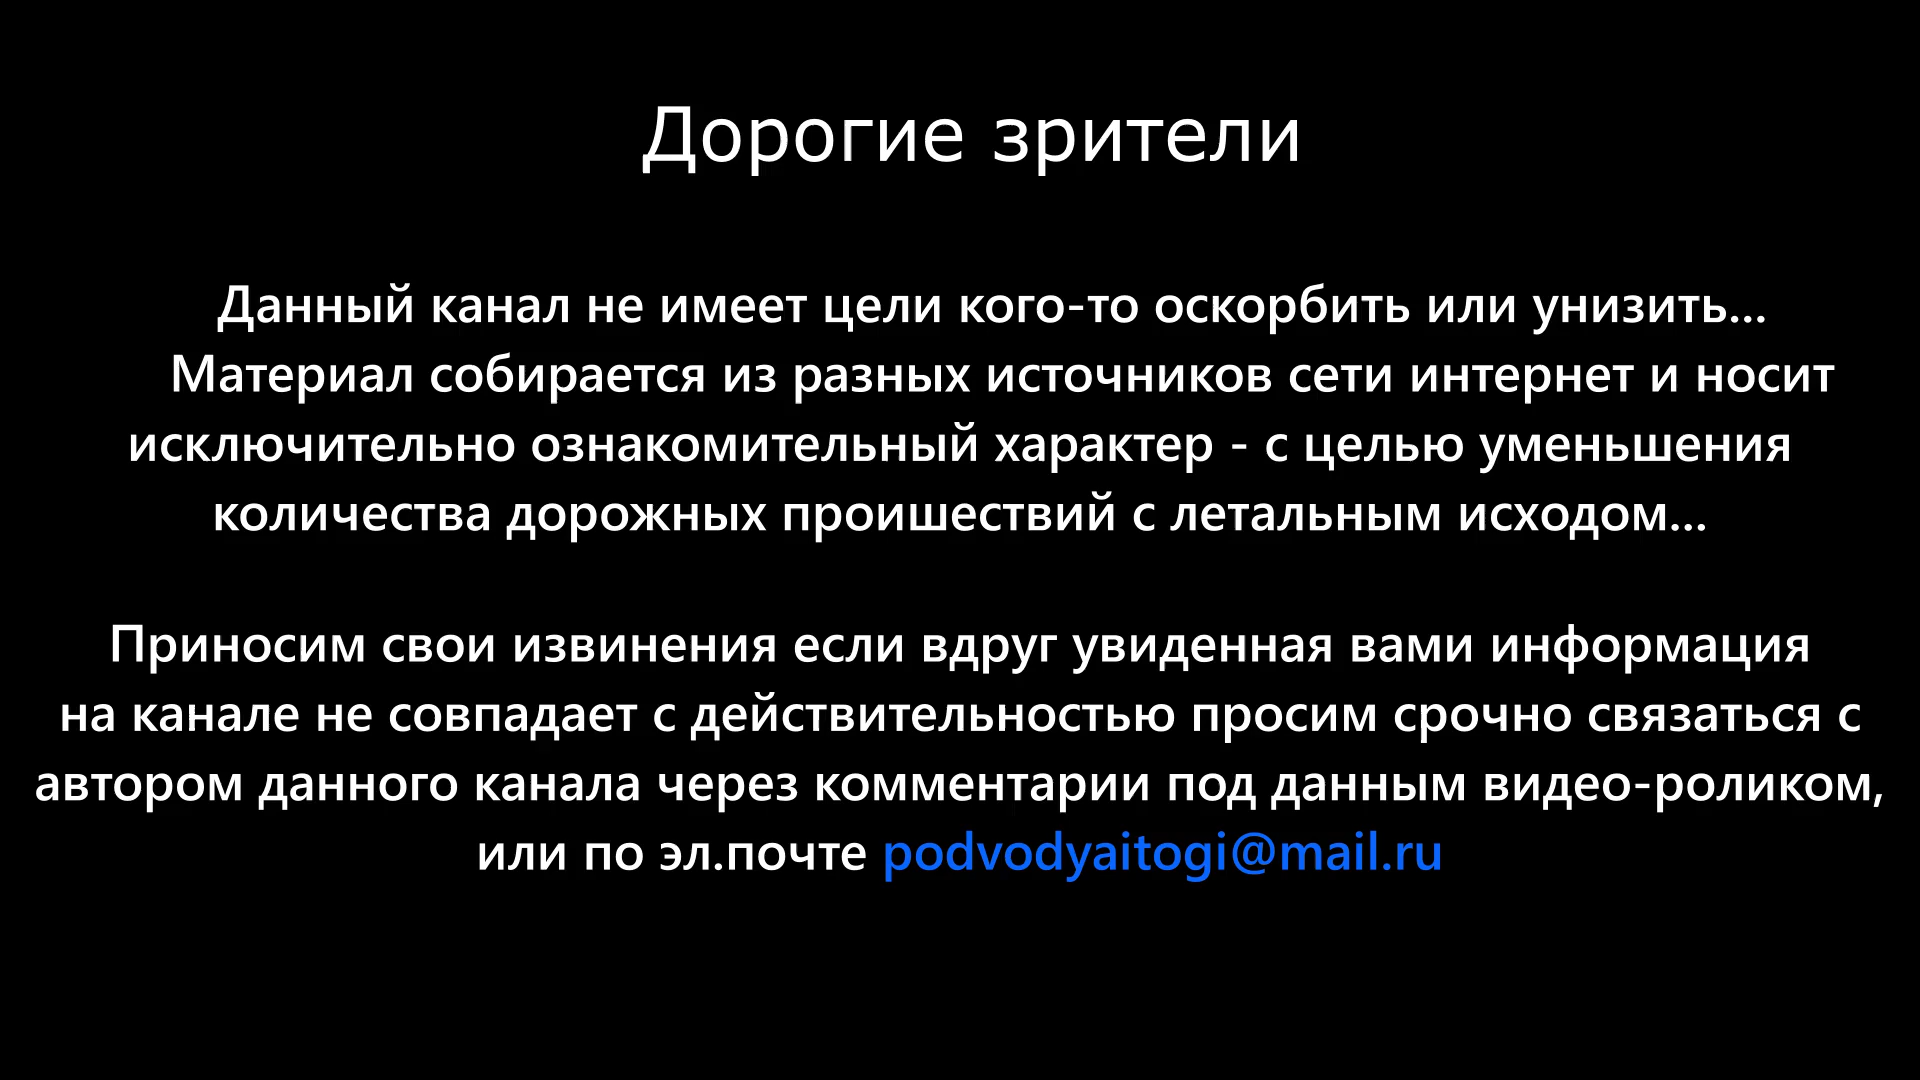 Дорогие зрители
Данный канал не имеет цели кого-то оскорбить или унизить...
Материал собирается из разных источников сети интернет и носит
исключительно ознакомительный характер - с целью уменьшения
количества дорожных проишествий с летальным исходом...
Приносим свои извинения если вдруг увиденная вами информация
на канале не совпадает с действительностью просим срочно связаться с
автором данного канала через комментарии под данным видео-роликом,
или по эл.почте podvodyaitogi@mail.ru